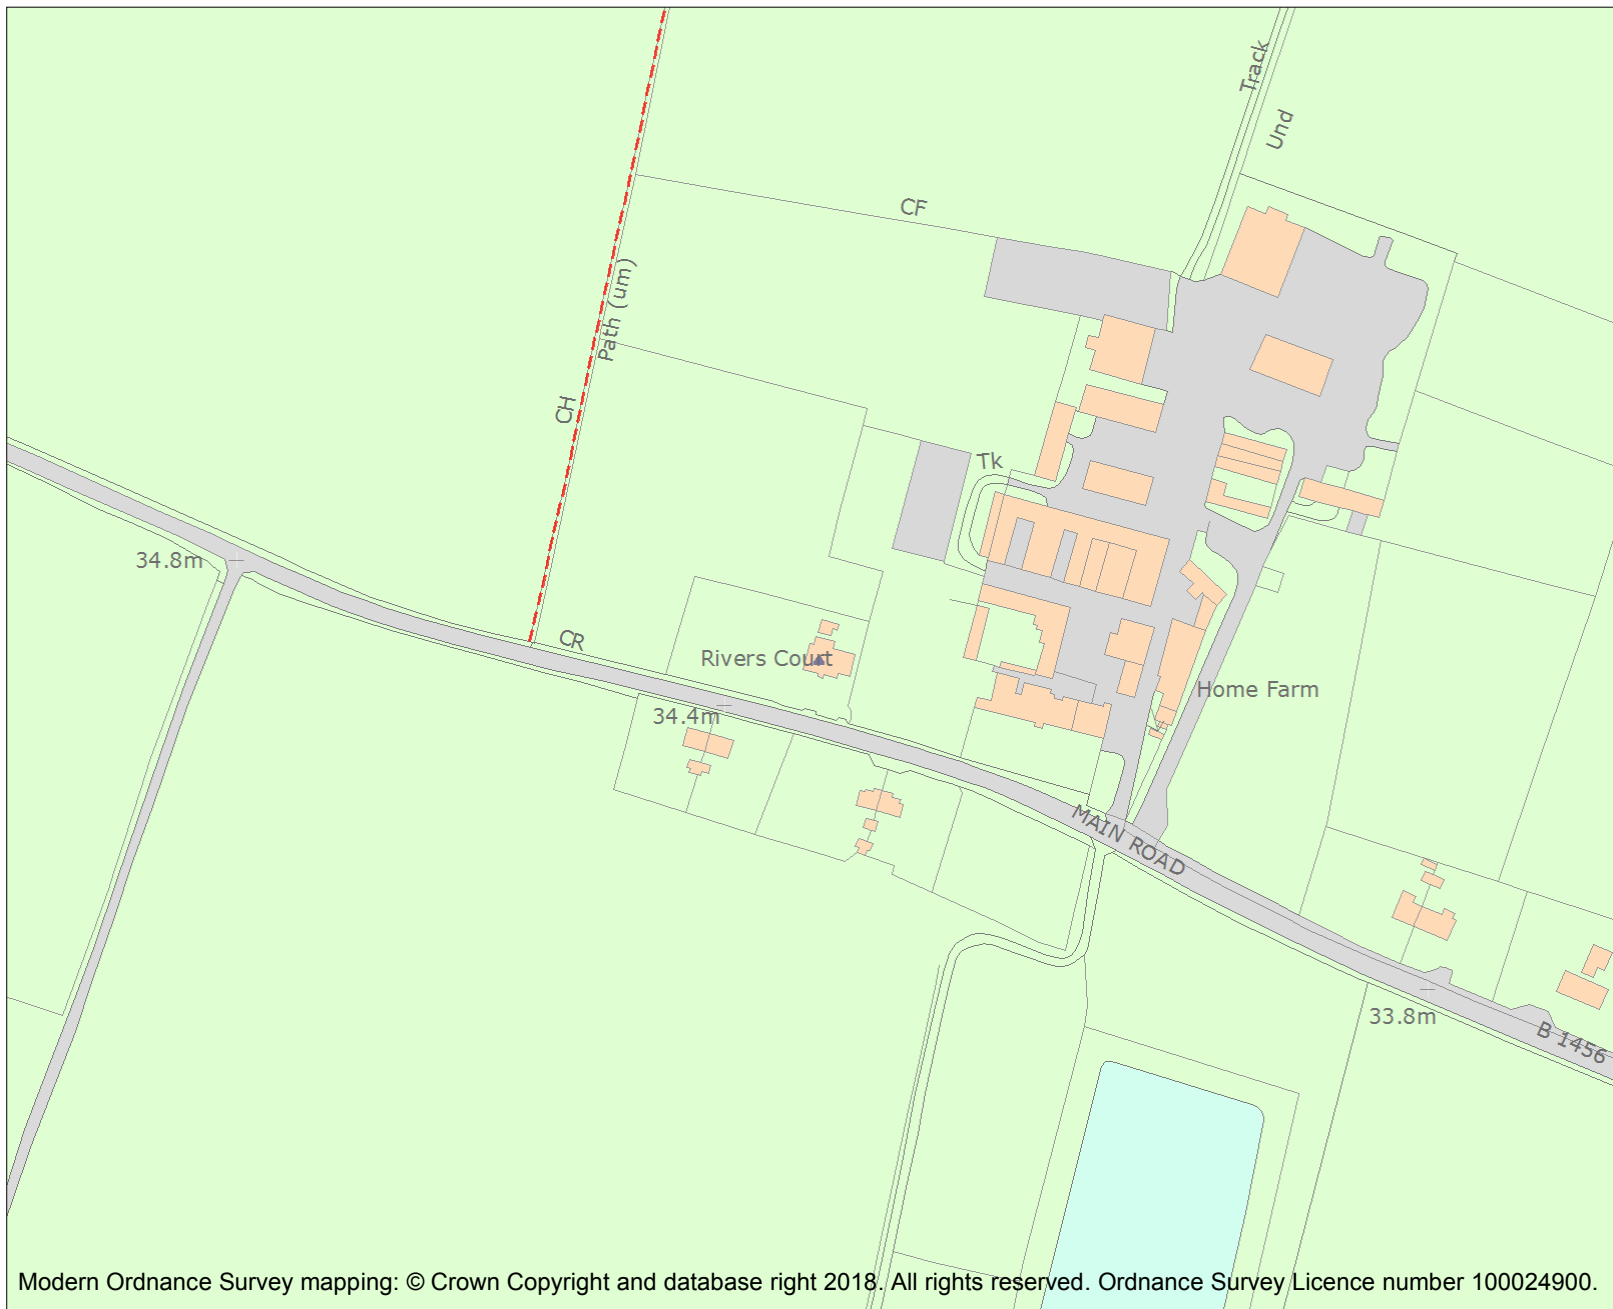 Track
Und
CF
Path (um)
CH
Tk
34.8m
CR
Rivers Court
Home Farm
34.4m
MAIN ROAD
33.8m
B 1456
Modern Ordnance Survey mapping: © Crown Copyright and database right 2018. All rights reserved. Ordnance Survey Licence number 100024900.